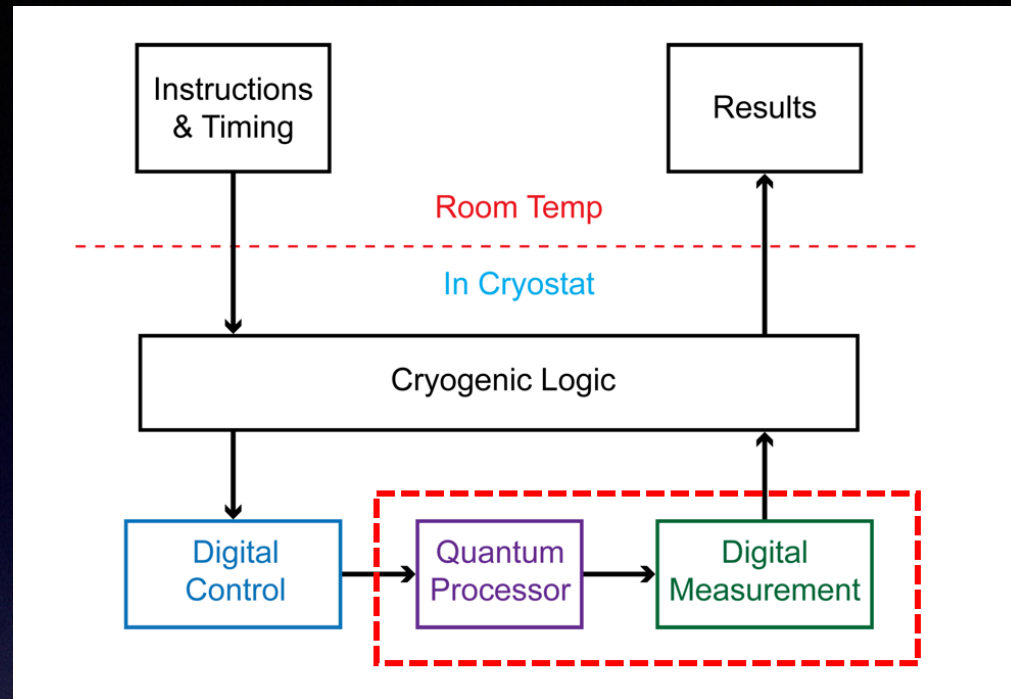 Instructions
& Timing
Results
Room Temp
In Cryostat
Cryogenic Logic
Digital
Control
Quantum
Processor
Digital
Measurement